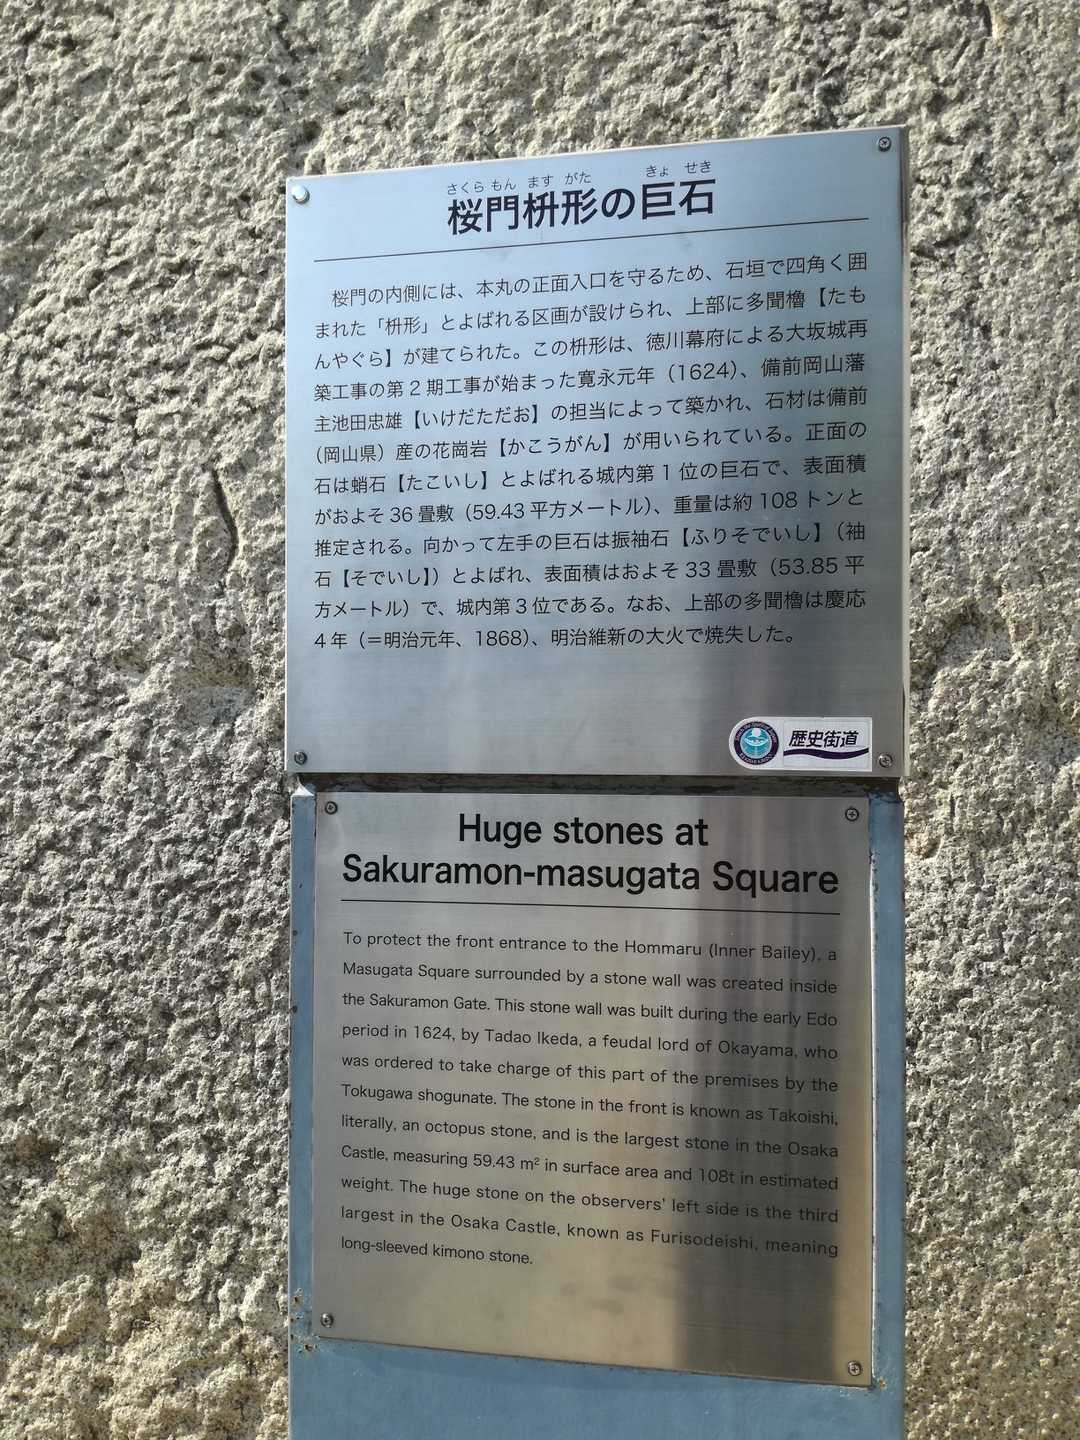 さくら もん ます がた きょ せき
桜門枡形の巨石
桜門の内側には、本丸の正面入口を守るため、石垣で四角く囲
まれた「枡形」とよばれる区画が設けられ、上部に多聞櫓【たも
んやぐら】が建てられた。この枡形は、徳川幕府による大坂城再
築工事の第2期工事が始まった寛永元年（1624）、備前岡山藩
主池田忠雄【いけだただお】の担当によって築かれ、石材は備前
（岡山県）産の花崗岩【かこうがん】が用いられている。正面の
石は蛸石【たこいし】とよばれる城内第1位の巨石で、表面積
がおよそ36畳敷（59.43平方メートル）、重量は約108トンと
推定される。向かって左手の巨石は振袖石【ふりそでいし】（袖
石【そでいし】）とよばれ、表面積はおよそ33畳敷（53.85平
方メートル）で、城内第3位である。なお、上部の多聞櫓は慶応
4年（＝明治元年、1868）、明治維新の大火で焼失した。
歴史街道
Huge stones at
Sakuramon-masugata Square
To protect the front entrance to the Hommaru (Inner Bailey), a
Masugata Square surrounded by a stone wall was created inside
the Sakuramon Gate. This stone wall was built during the early Edo
period in 1624, by Tadao Ikeda, a feudal lord of Okayama, who
was ordered to take charge of this part of the premises by the
Tokugawa shogunate. The stone in the front is known as Takoishi,
literally, an octopus stone, and is the largest stone in the Osaka
Castle, measuring 59.43 m² in surface area and 108t in estimated
weight. The huge stone on the observers' left side is the third
largest in the Osaka Castle, known as Furisodeishi, meaning
long-sleeved kimono stone.